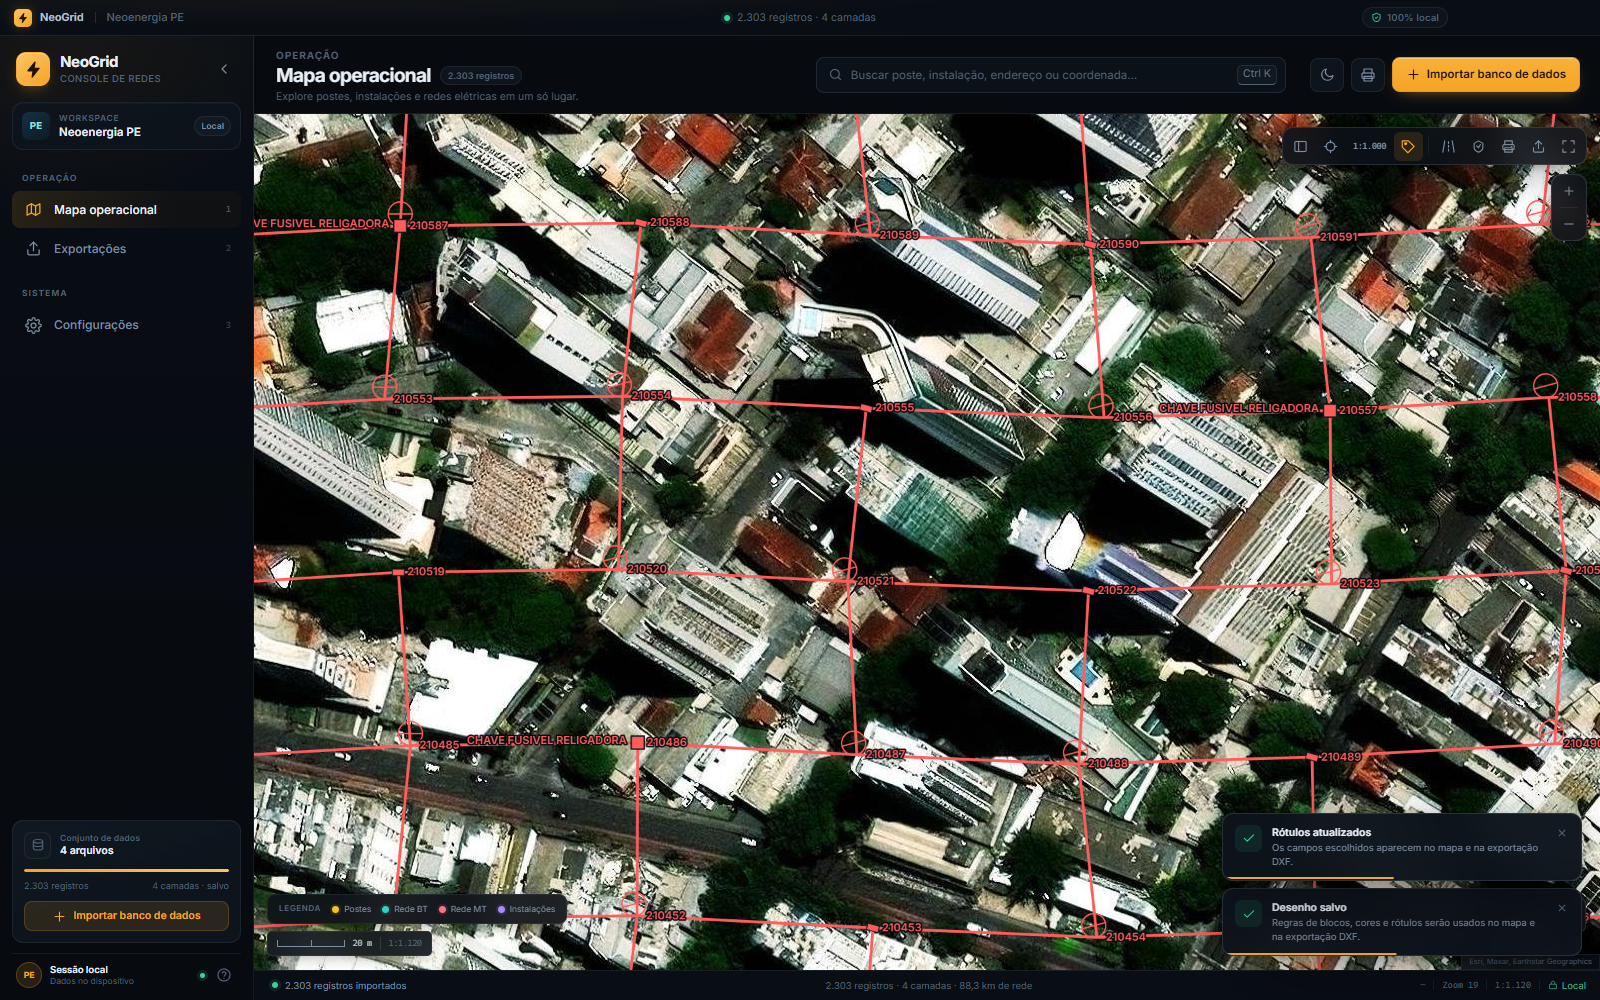 NeoGrid
Neoenergia PE
2.303 registros · 4 camadas
100% local
NeoGrid
CONSOLE DE REDES
WORKSPACE
PE
Neoenergia PE
Local
OPERAÇÃO
Mapa operacional
1
Exportações
2
SISTEMA
Configurações
3
Conjunto de dados
4 arquivos
2.303 registros
4 camadas · salvo
Importar banco de dados
PE
Sessão local
Dados no dispositivo
OPERAÇÃO
Mapa operacional
2.303 registros
Explore postes, instalações e redes elétricas em um só lugar.
Buscar poste, instalação, endereço ou coordenada...
Ctrl K
Importar banco de dados
1:1.000
VE FUSIVEL RELIGADORA
210587
210588
210589
210590
210591
210553
210554
210555
210556
CHAVE FUSIVEL RELIGADORA
210557
210558
210519
210520
210521
210522
210523
2105
210485
CHAVE FUSIVEL RELIGADORA
210486
210487
210488
210489
210490
210452
210453
210454
LEGENDA
Postes
Rede BT
Rede MT
Instalações
20 m
1:1.120
Rótulos atualizados
Os campos escolhidos aparecem no mapa e na exportação
DXF.
Desenho salvo
Regras de blocos, cores e rótulos serão usados no mapa e
na exportação DXF.
Esri, Maxar, Earthstar Geographics
2.303 registros importados
2.303 registros · 4 camadas · 88,3 km de rede
—
Zoom 19
1:1.120
Local